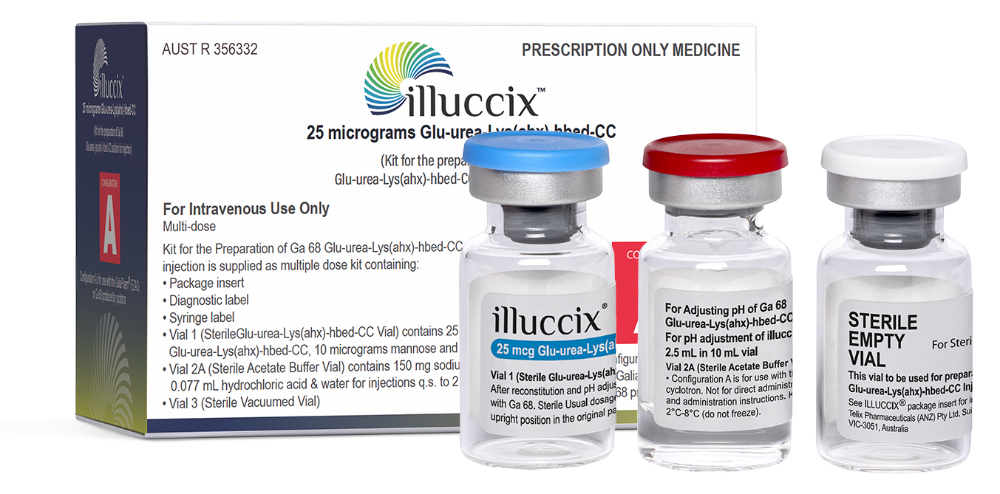 AUST R 356332
PRESCRIPTION ONLY MEDICINE
illuccix™
25 micrograms Glu-urea-Lys(ahx)-hbed-CC
(Kit for the prepa
Glu-urea-Lys(ahx)-hbed-C
For Intravenous Use Only
Multi-dose
Kit for the Preparation of Ga 68 Glu-urea-Lys(ahx)-hbed-CC
injection is supplied as multiple dose kit containing:
• Package insert
• Diagnostic label
• Syringe label
• Vial 1 (SterileGlu-urea-Lys(ahx)-hbed-CC Vial) contains 25
Glu-urea-Lys(ahx)-hbed-CC, 10 micrograms mannose and
• Vial 2A (Sterile Acetate Buffer Vial) contains 150 mg sodiu
0.077 mL hydrochloric acid & water for injections q.s. to 2
• Vial 3 (Sterile Vacuumed Vial)
illuccix™
25 micrograms Glu-urea-Lys(ahx)-hbed-CC
(Kit for the preparation of Ga 68
Glu-urea-Lys(ahx)-hbed-CC solution for injection)
CONFIGURATION
A
Configuration A is for use with the GalliaPharm® (E2&G)
or Ga 68 produced by cyclotron
CO
figur
Galia
68 pr
illuccix®
25 mcg Glu-urea-Lys(a
Vial 1 (Sterile Glu-urea-Lys(ah
After reconstitution and pH adjus
with Ga 68. Sterile Usual dosage
upright position in the original pa
For Adjusting pH of Ga 68
Glu-urea-Lys(ahx)-hbed-CC
For pH adjustment of illucc
2.5 mL in 10 mL vial
Vial 2A (Sterile Acetate Buffer V
• Configuration A is for use with th
cyclotron. Not for direct administr
and administration instructions. K
2°C-8°C (do not freeze).
STERILE
EMPTY
VIAL
For Steri
This vial to be used for prepar
Glu-urea-Lys(ahx)-hbed-CC Inj
See ILLUCCIX® package insert for i
Telix Pharmaceuticals (ANZ) Pty Ltd. Sui
VIC-3051, Australia